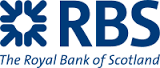 RBS
The Royal Bank of Scotland